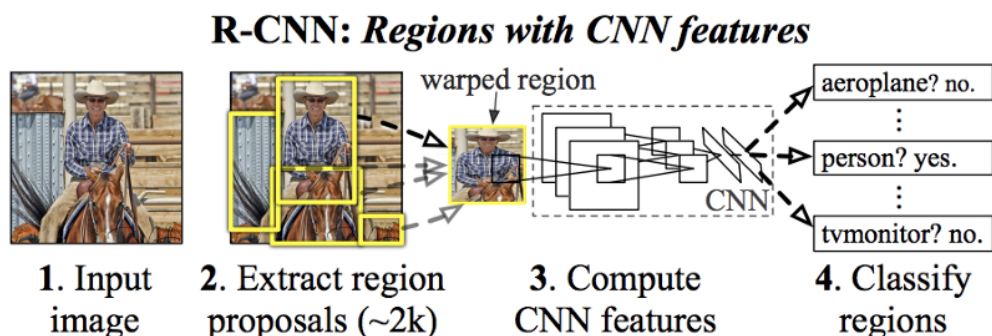 R-CNN: Regions with CNN features
warped region
aeroplane? no.
⋮
person? yes.
⋮
tvmonitor? no.
CNN
1. Input
image
2. Extract region
proposals (~2k)
3. Compute
CNN features
4. Classify
regions